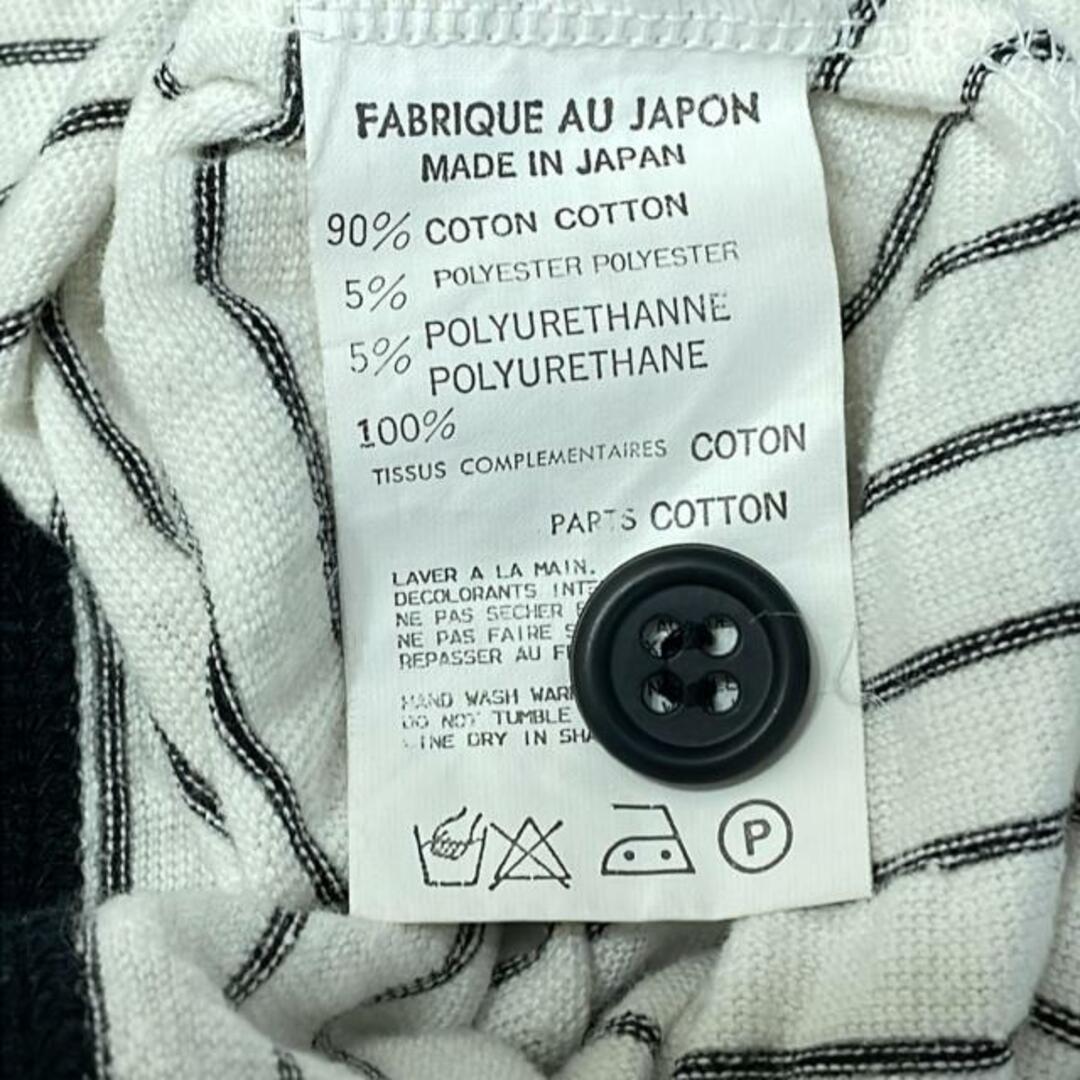 FABRIQUE AU JAPON
MADE IN JAPAN
90% COTON COTTON
5% POLYESTER POLYESTER
5% POLYURETHANNE
POLYURETHANE
100%
TISSUS COMPLEMENTAIRES COTON
PARTS COTTON
LAVER A LA MAIN.
DECOLORANTS
NE PAS SECHER
NE PAS FAIRE
REPASSER AU
HAND WASH
DO NOT TUMBLE
LINE DRY IN
P